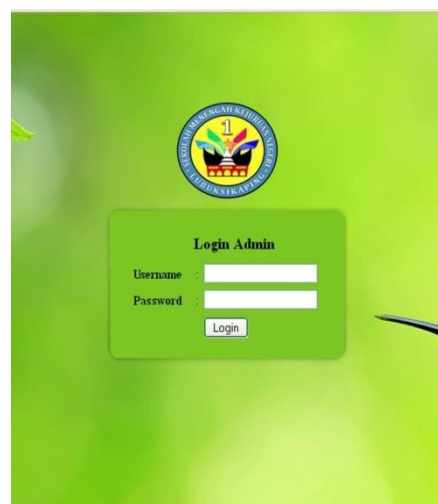 SEKOLAH MENENGAH KEJURUAN NEGERI
1
LUBUKSIKAPING
Login Admin
Username :
Password :
Login